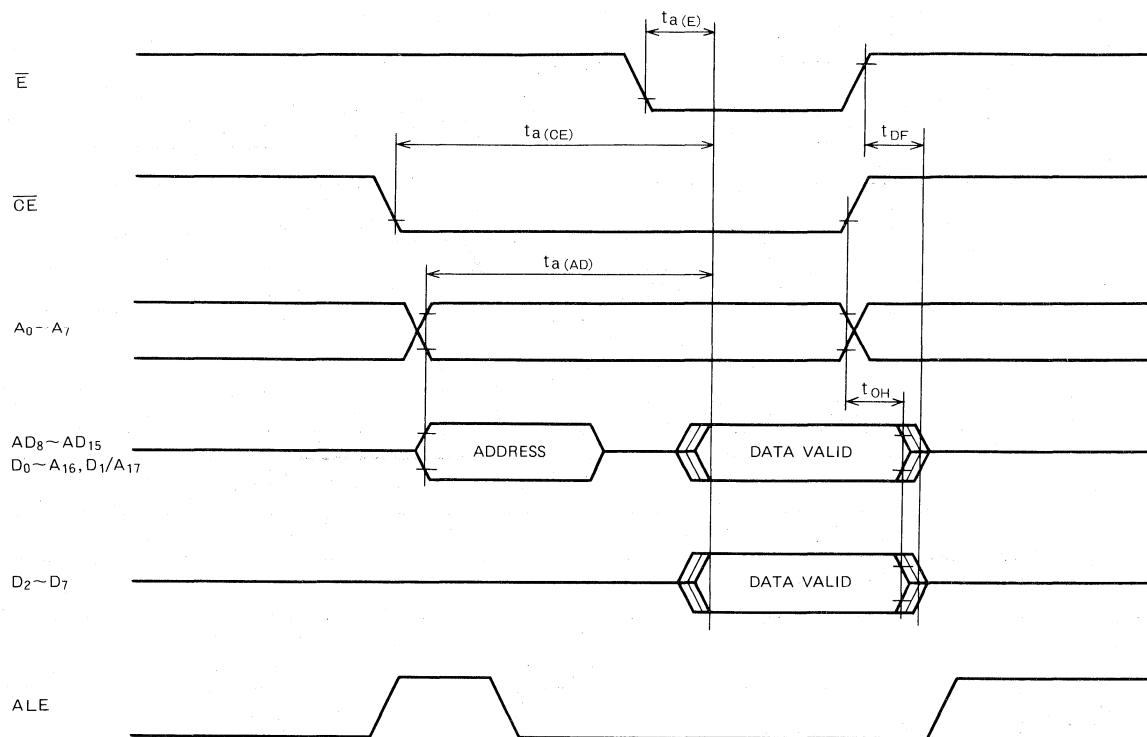 ta(E)
E̅
ta(CE)
tDF
C̅E̅
ta(AD)
A0~A7
tOH
AD8~AD15
D0~A16, D1/A17
ADDRESS
DATA VALID
D2~D7
DATA VALID
ALE